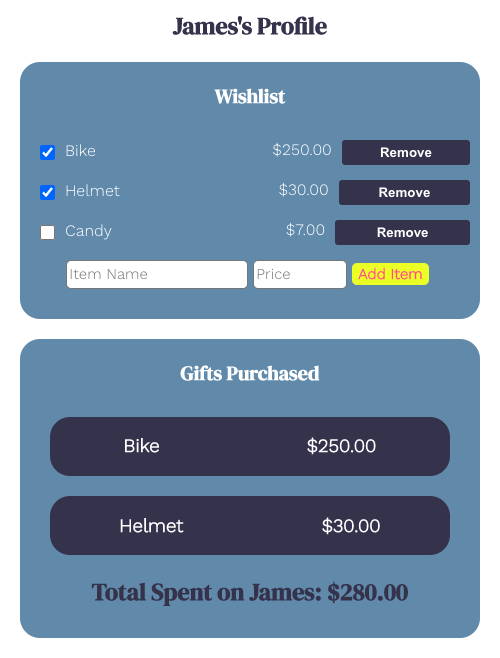 James's Profile
Wishlist
Bike $250.00 Remove
Helmet $30.00 Remove
Candy $7.00 Remove
Item Name Price Add Item
Gifts Purchased
Bike $250.00
Helmet $30.00
Total Spent on James: $280.00